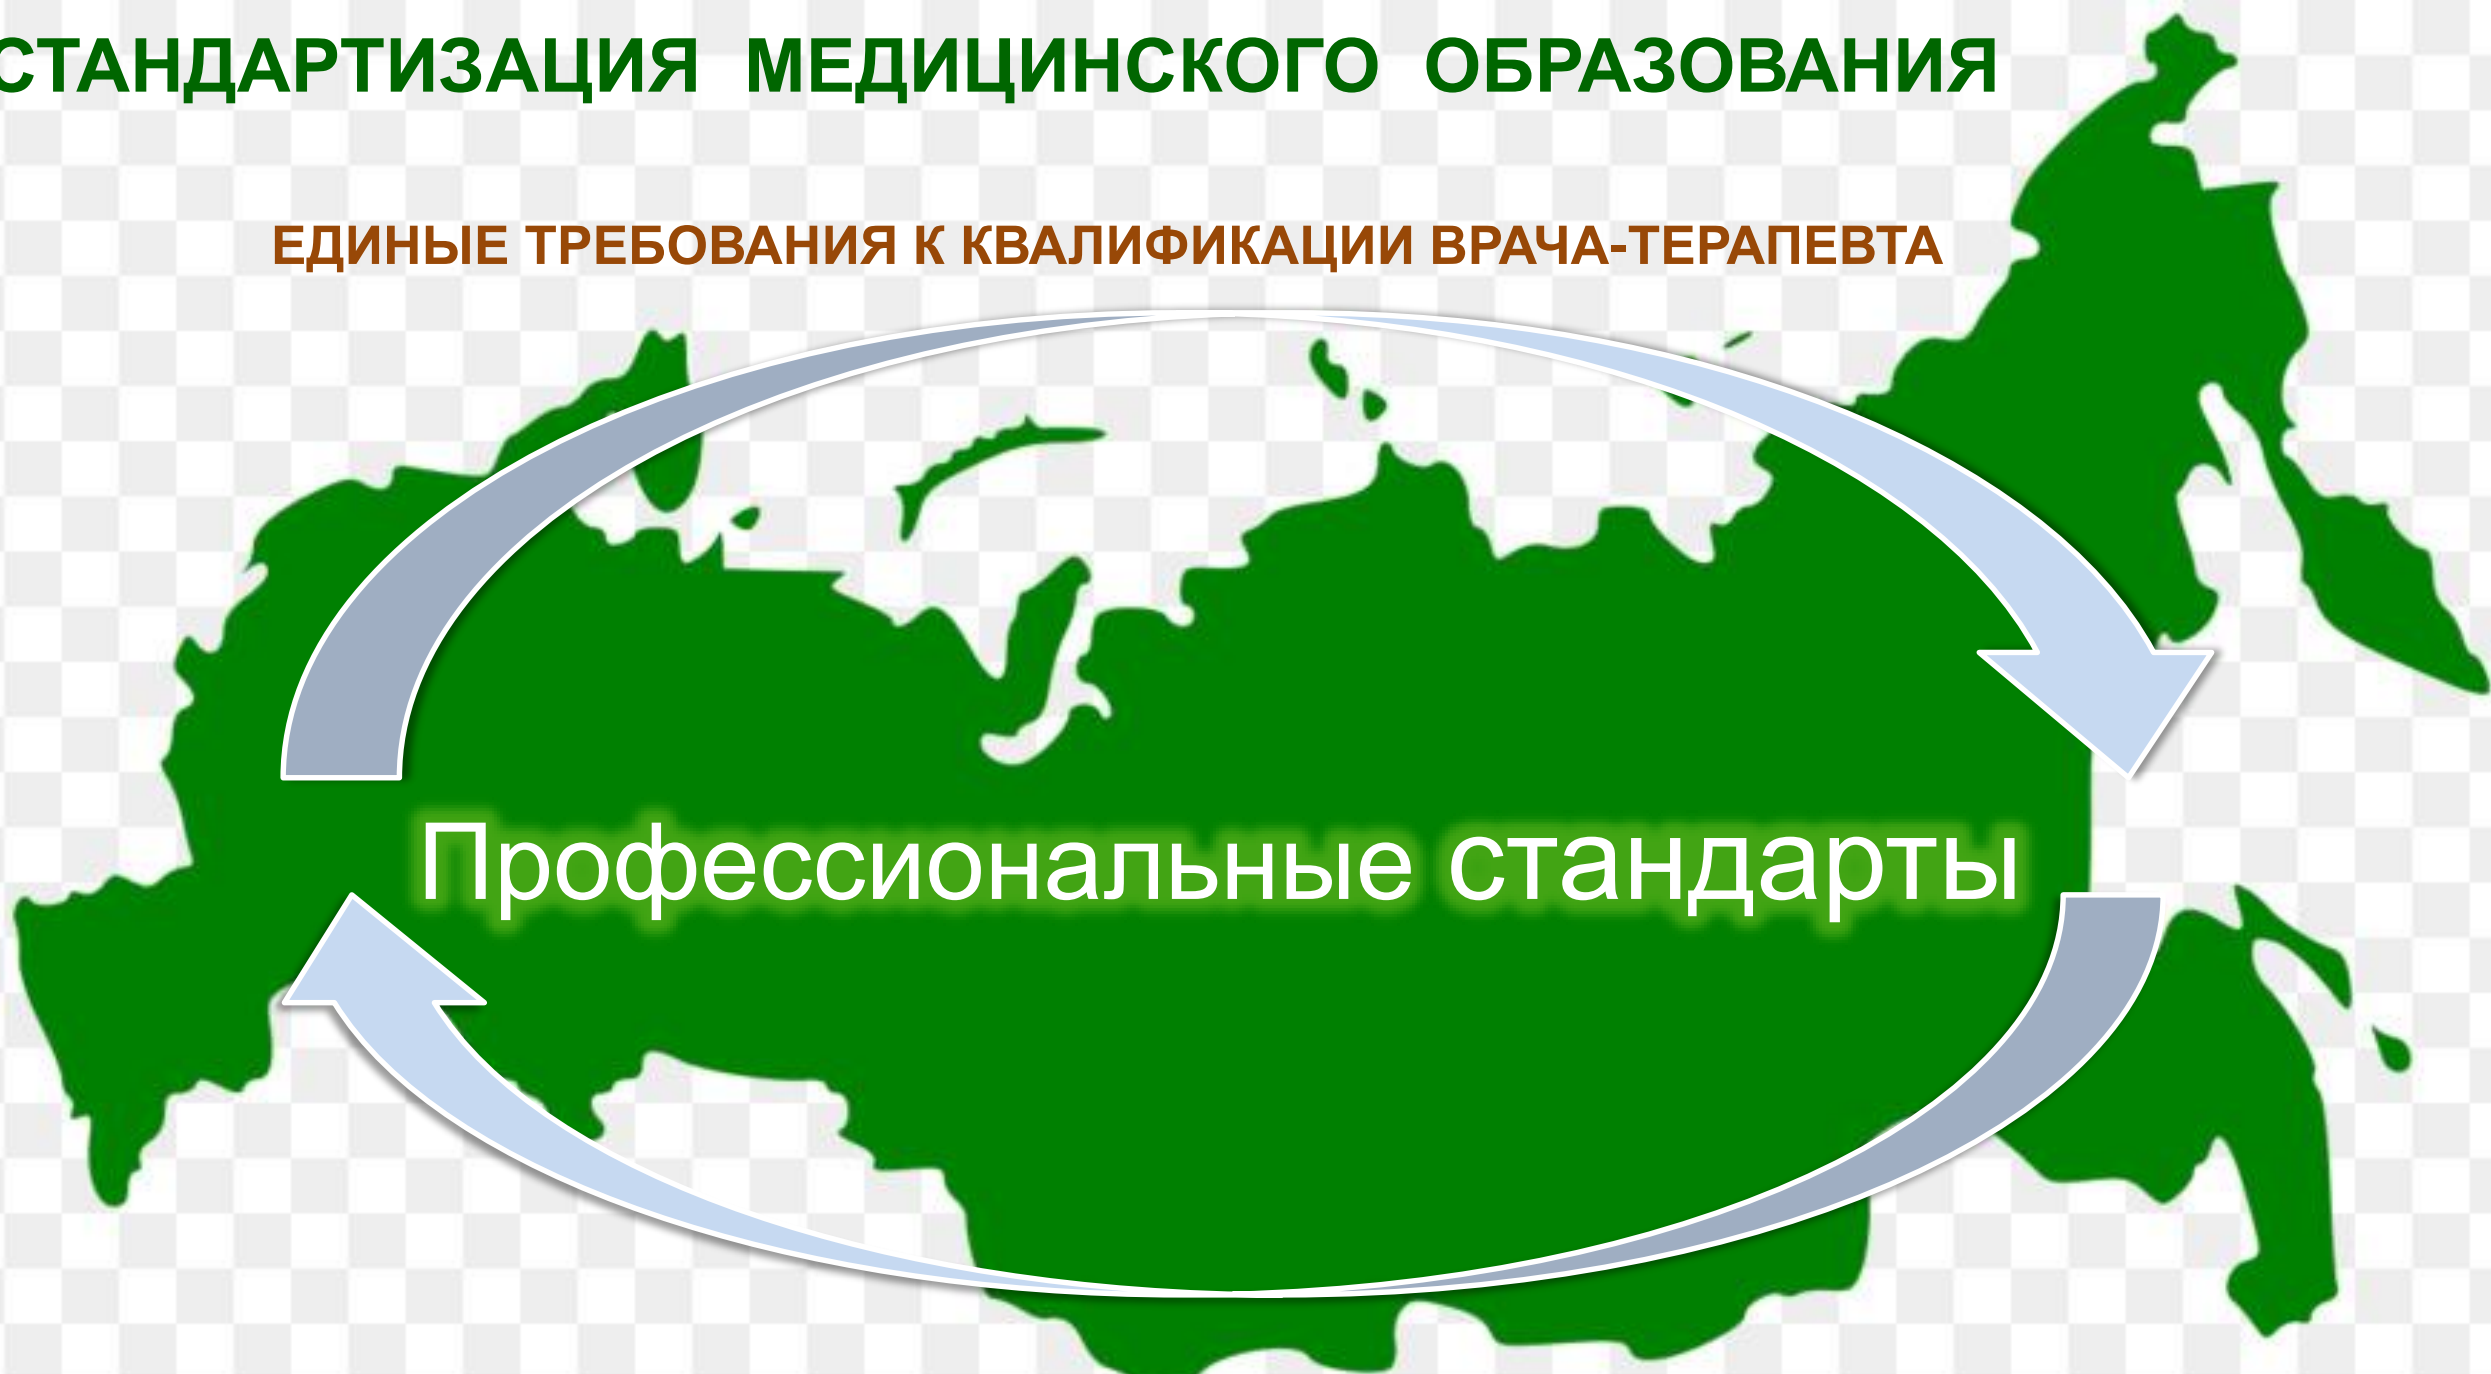 СТАНДАРТИЗАЦИЯ МЕДИЦИНСКОГО ОБРАЗОВАНИЯ
ЕДИНЫЕ ТРЕБОВАНИЯ К КВАЛИФИКАЦИИ ВРАЧА-ТЕРАПЕВТА
Профессиональные стандарты